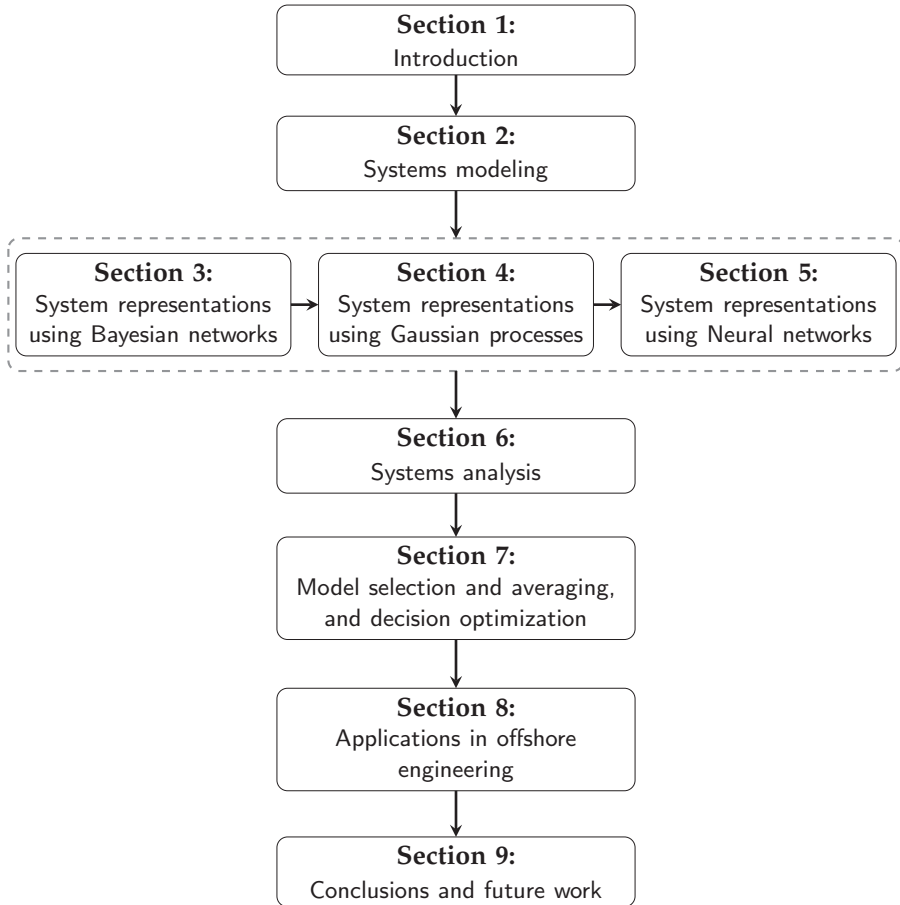 Section 1:
Introduction
Section 2:
Systems modeling
Section 3:
System representations
using Bayesian networks
Section 4:
System representations
using Gaussian processes
Section 5:
System representations
using Neural networks
Section 6:
Systems analysis
Section 7:
Model selection and averaging,
and decision optimization
Section 8:
Applications in offshore
engineering
Section 9:
Conclusions and future work